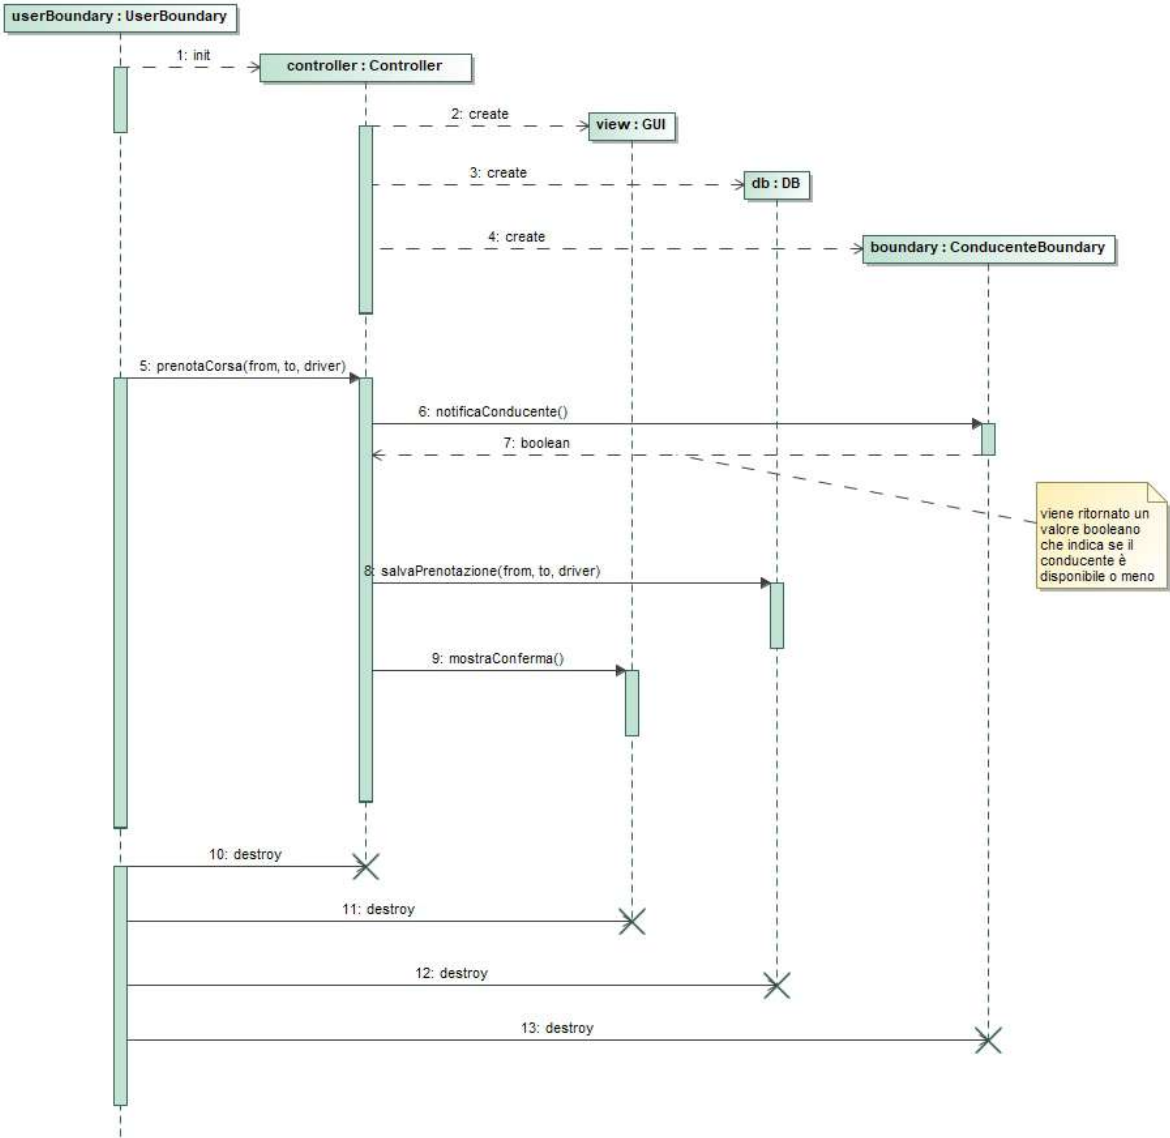 userBoundary : UserBoundary
1: init
controller : Controller
2: create
view : GUI
3: create
db : DB
4: create
boundary : ConducenteBoundary
5: prenotaCorsa(from, to, driver)
6: notificaConducente()
7: boolean
viene ritornato un
valore booleano
che indica se il
conducente è
disponibile o meno
8: salvaPrenotazione(from, to, driver)
9: mostraConferma()
10: destroy
11: destroy
12: destroy
13: destroy